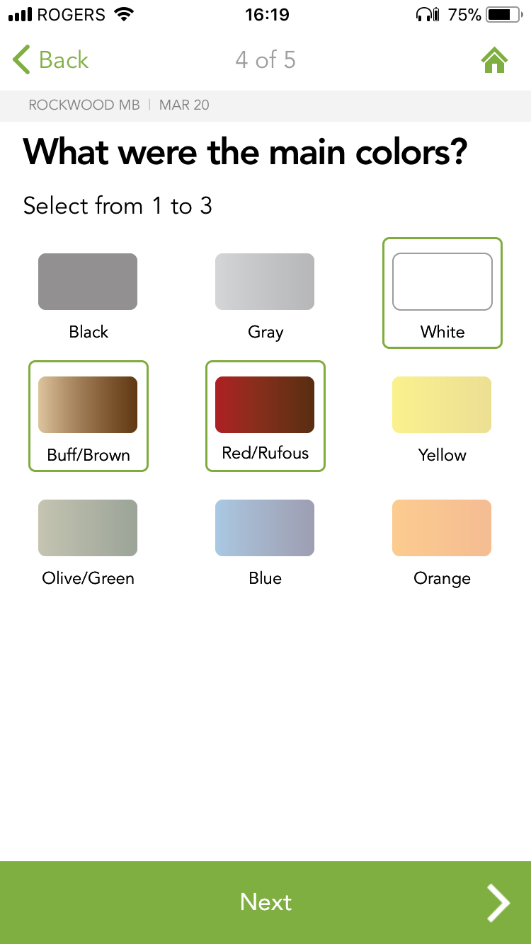 ROGERS 16:19 75%
Back 4 of 5
ROCKWOOD MB | MAR 20
What were the main colors?
Select from 1 to 3
Black Gray White
Buff/Brown Red/Rufous Yellow
Olive/Green Blue Orange
Next